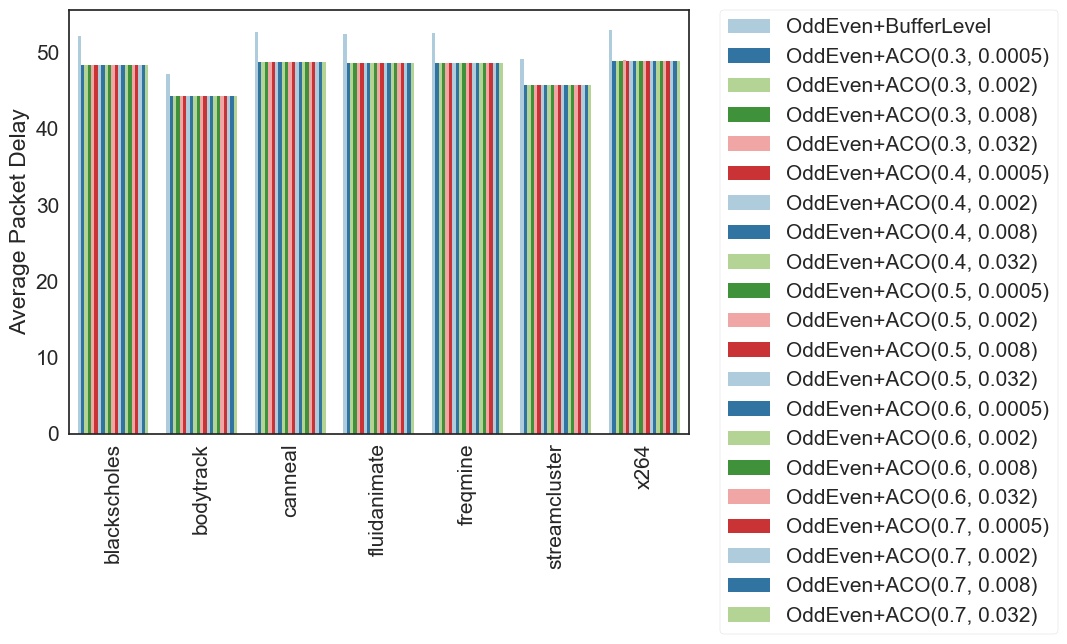 Average Packet Delay
50
40
30
20
10
0
blackscholes
bodytrack
canneal
fluidanimate
freqmine
streamcluster
x264
OddEven+BufferLevel
OddEven+ACO(0.3, 0.0005)
OddEven+ACO(0.3, 0.002)
OddEven+ACO(0.3, 0.008)
OddEven+ACO(0.3, 0.032)
OddEven+ACO(0.4, 0.0005)
OddEven+ACO(0.4, 0.002)
OddEven+ACO(0.4, 0.008)
OddEven+ACO(0.4, 0.032)
OddEven+ACO(0.5, 0.0005)
OddEven+ACO(0.5, 0.002)
OddEven+ACO(0.5, 0.008)
OddEven+ACO(0.5, 0.032)
OddEven+ACO(0.6, 0.0005)
OddEven+ACO(0.6, 0.002)
OddEven+ACO(0.6, 0.008)
OddEven+ACO(0.6, 0.032)
OddEven+ACO(0.7, 0.0005)
OddEven+ACO(0.7, 0.002)
OddEven+ACO(0.7, 0.008)
OddEven+ACO(0.7, 0.032)